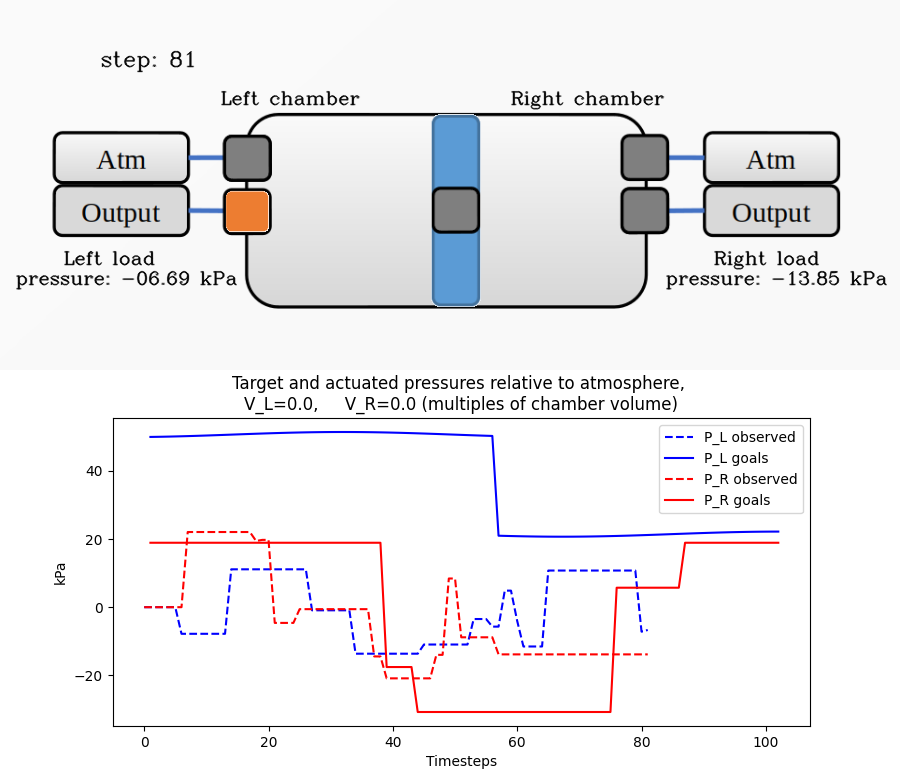 step: 81
Left chamber
Right chamber
Atm
Atm
Output
Output
Left load
pressure: -06.69 kPa
Right load
pressure: -13.85 kPa
Target and actuated pressures relative to atmosphere,
V_L=0.0, V_R=0.0 (multiples of chamber volume)
P_L observed
P_L goals
P_R observed
P_R goals
kPa
40
20
0
−20
0 20 40 60 80 100
Timesteps